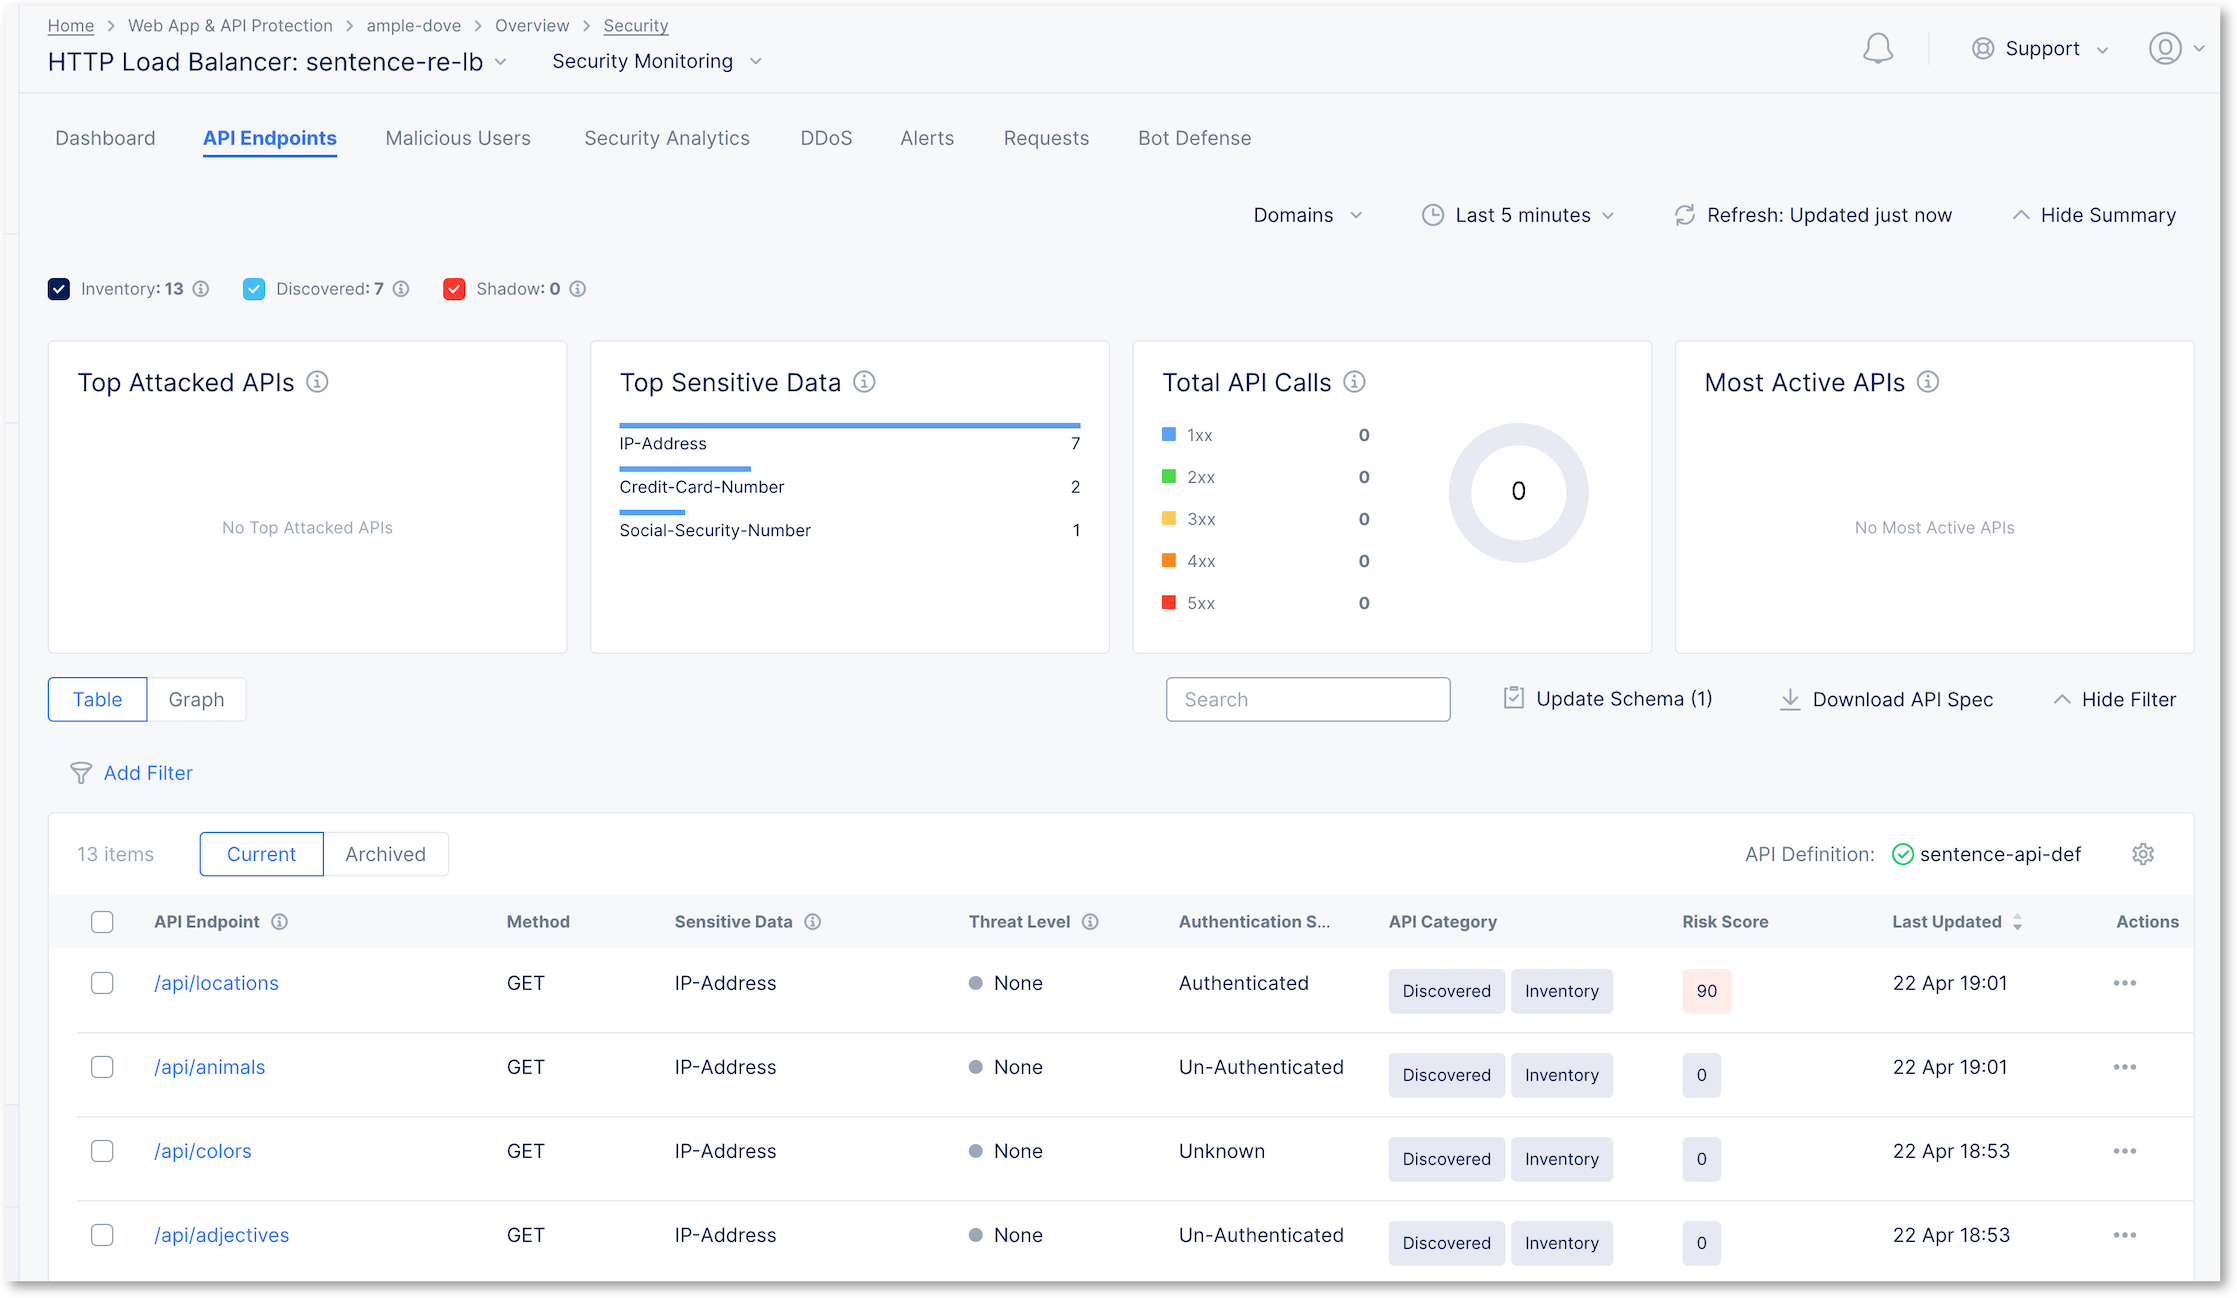 Home > Web App & API Protection > ample-dove > Overview > Security
HTTP Load Balancer: sentence-re-lb Security Monitoring Support
Dashboard API Endpoints Malicious Users Security Analytics DDoS Alerts Requests Bot Defense
Domains Last 5 minutes Refresh: Updated just now Hide Summary
Inventory: 13 Discovered: 7 Shadow: 0
Top Attacked APIs
No Top Attacked APIs
Top Sensitive Data
IP-Address 7
Credit-Card-Number 2
Social-Security-Number 1
Total API Calls
1xx 0
2xx 0
3xx 0
4xx 0
5xx 0
0
Most Active APIs
No Most Active APIs
Table Graph Search Update Schema (1) Download API Spec Hide Filter
Add Filter
13 items Current Archived API Definition: sentence-api-def
API Endpoint Method Sensitive Data Threat Level Authentication S... API Category Risk Score Last Updated Actions
/api/locations GET IP-Address None Authenticated Discovered Inventory 90 22 Apr 19:01
/api/animals GET IP-Address None Un-Authenticated Discovered Inventory 0 22 Apr 19:01
/api/colors GET IP-Address None Unknown Discovered Inventory 0 22 Apr 18:53
/api/adjectives GET IP-Address None Un-Authenticated Discovered Inventory 0 22 Apr 18:53